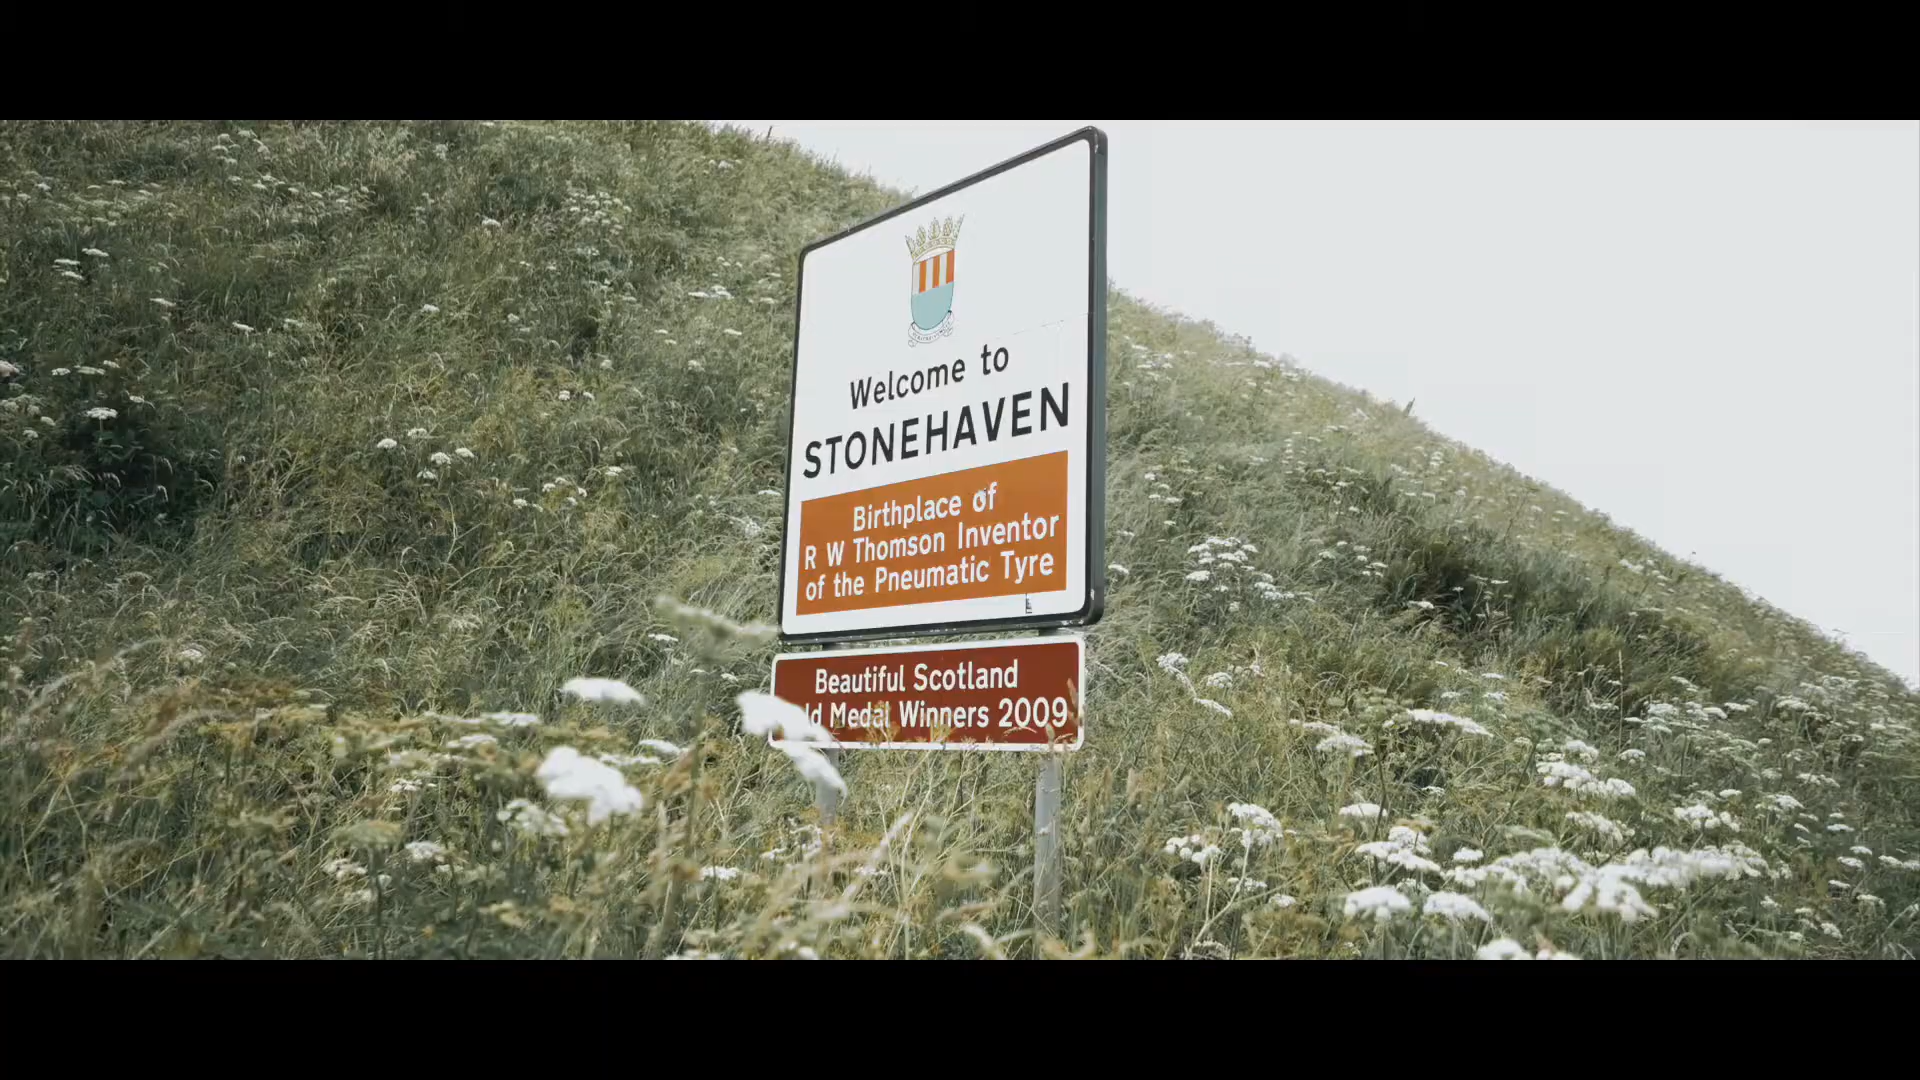 Welcome to
STONEHAVEN
Birthplace of
R W Thomson Inventor
of the Pneumatic Tyre
Beautiful Scotland
Medal Winners 2009